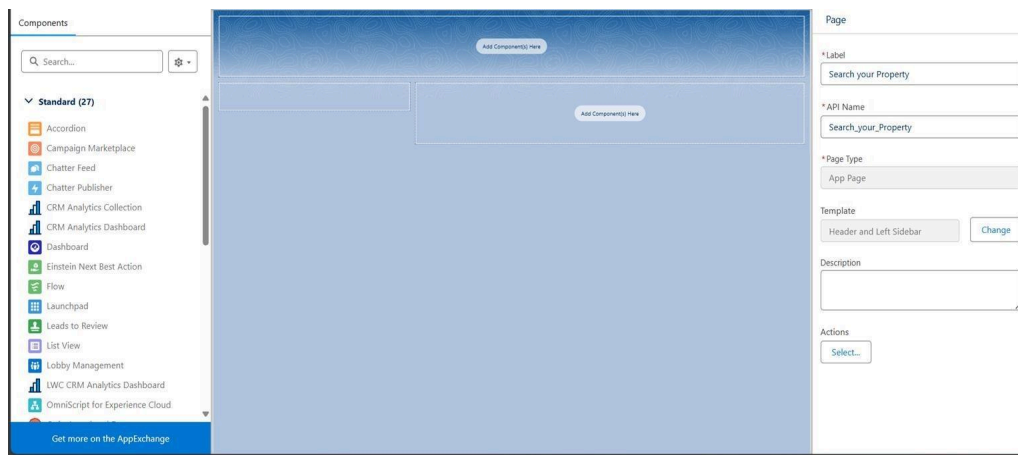 Components
Search...
Standard (27)
Accordion
Campaign Marketplace
Chatter Feed
Chatter Publisher
CRM Analytics Collection
CRM Analytics Dashboard
Dashboard
Einstein Next Best Action
Flow
Launchpad
Leads to Review
List View
Lobby Management
LWC CRM Analytics Dashboard
OmniScript for Experience Cloud
Get more on the AppExchange
Add Component(s) Here
Add Component(s) Here
Page
*Label
Search your Property
*API Name
Search_your_Property
*Page Type
App Page
Template
Header and Left Sidebar
Change
Description
Actions
Select...